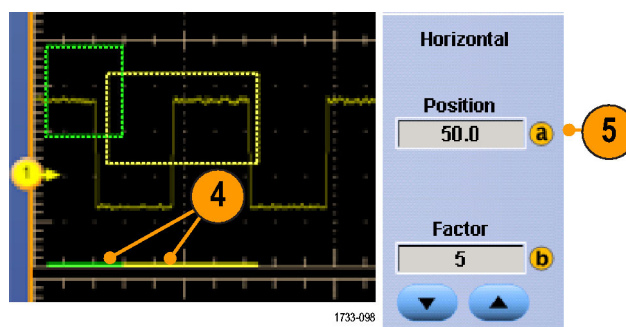 1
4
Horizontal
Position
50.0 a
5
Factor
5 b
1733-098